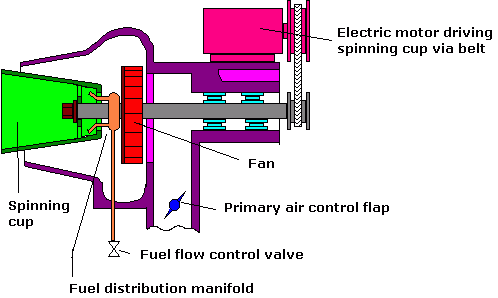 Electric motor driving
spinning cup via belt
Fan
Spinning
cup
Primary air control flap
Fuel flow control valve
Fuel distribution manifold